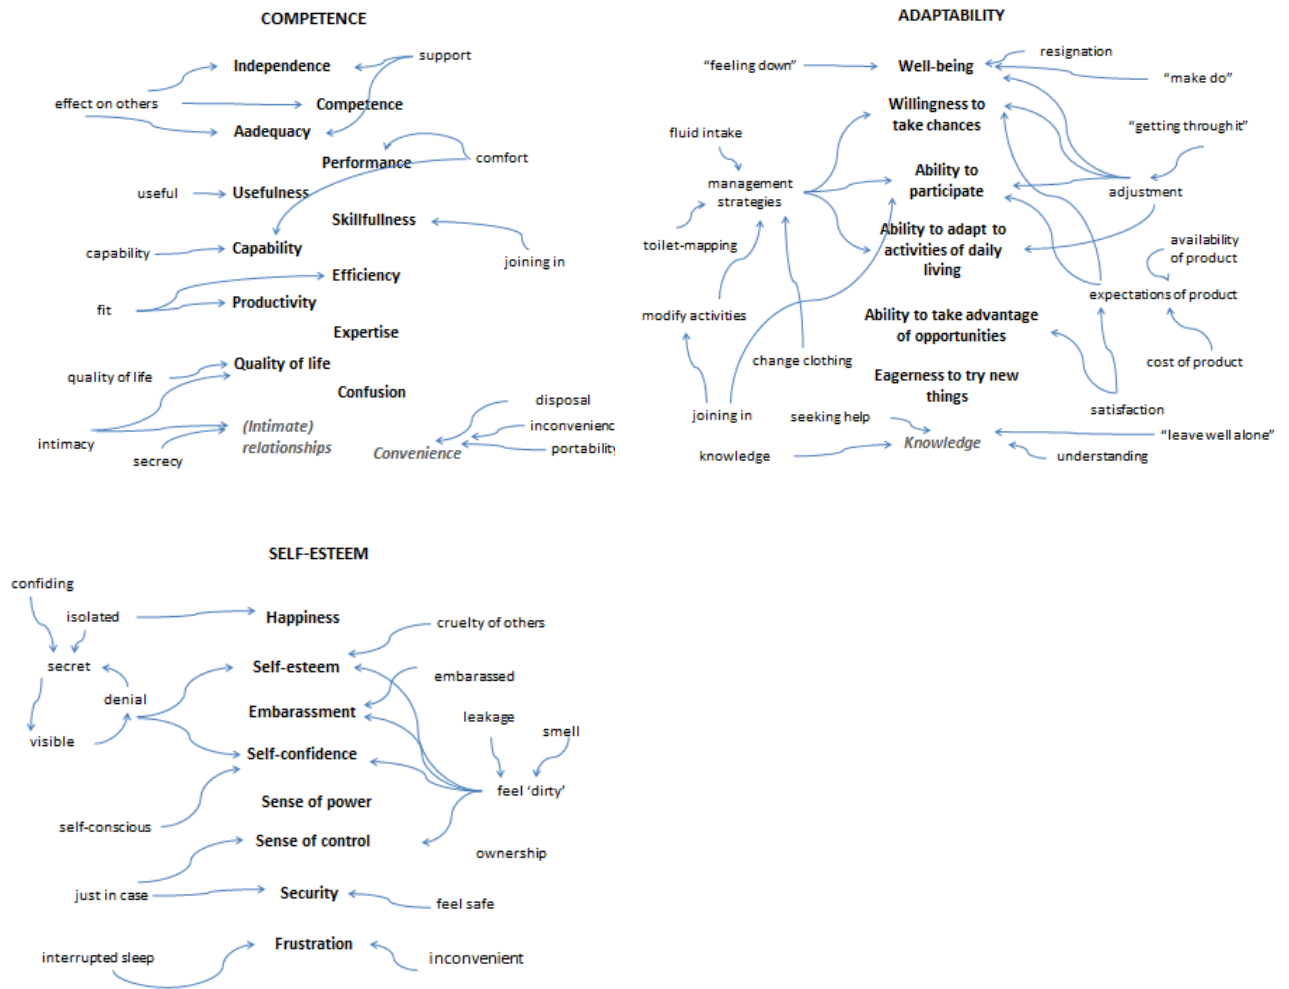 COMPETENCE
Independence
support
effect on others
Competence
Aadequacy
Performance
comfort
useful
Usefulness
Skillfullness
capability
Capability
joining in
Efficiency
fit
Productivity
Expertise
quality of life
Quality of life
Confusion
disposal
intimacy
(Intimate)
relationships
inconvenienc
secrecy
Convenience
portability
ADAPTABILITY
resignation
"feeling down"
Well-being
"make do"
Willingness to
take chances
fluid intake
"getting through it"
management
strategies
Ability to
participate
adjustment
toilet-mapping
Ability to adapt to
activities of daily
living
availability
of product
expectations of product
modify activities
Ability to take advantage
of opportunities
change clothing
cost of product
Eagerness to try new
things
joining in
seeking help
satisfaction
Knowledge
"leave well alone"
knowledge
understanding
SELF-ESTEEM
confiding
isolated
Happiness
cruelty of others
secret
Self-esteem
embarassed
denial
Embarassment
leakage
visible
Self-confidence
smell
feel 'dirty'
Sense of power
self-conscious
Sense of control
ownership
just in case
Security
feel safe
interrupted sleep
Frustration
inconvenient